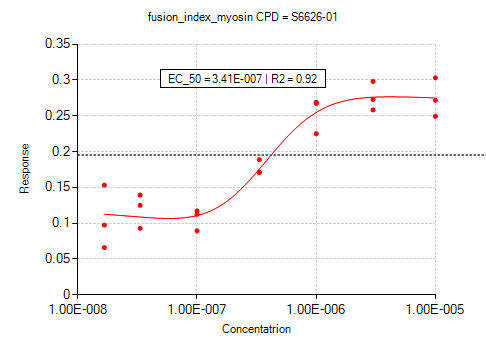 fusion_index_myosin CPD = S6626-01
0.35
0.3
EC_50 = 3.41E-007 | R2 = 0.92
0.25
0.2
Response
0.15
0.1
0.05
0
1.00E-008 1.00E-007 1.00E-006 1.00E-005
Concentatrion